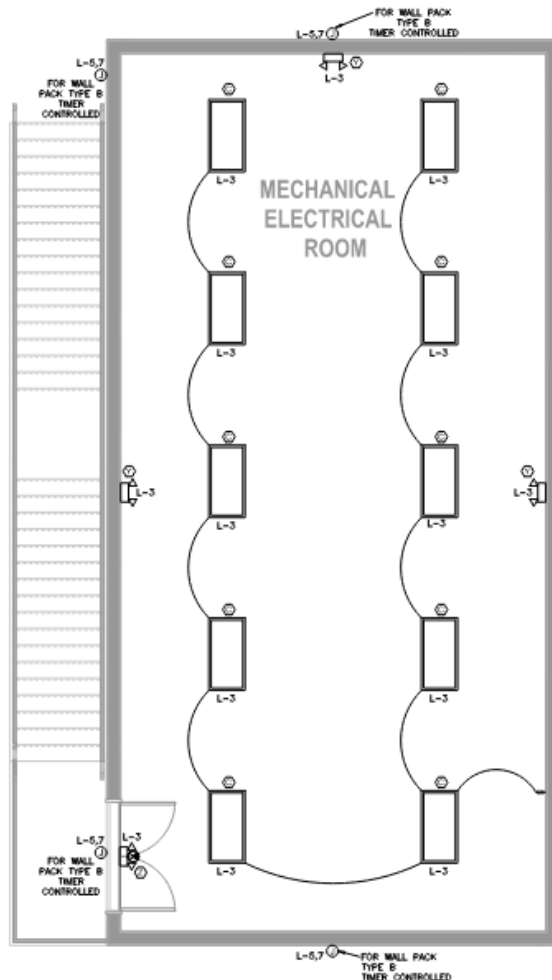 FOR WALL PACK
TYPE B
TIMER CONTROLLED
L-5,7
J
L-5,7
J
FOR WALL
PACK TYPE B
TIMER
CONTROLLED
Y
L-3
L-3
L-3
MECHANICAL
ELECTRICAL
ROOM
L-3
L-3
Y
L-3
Y
L-3
L-3
L-3
L-3
L-3
L-5,7
J
FOR WALL
PACK TYPE B
TIMER
CONTROLLED
L-3
Z
L-3
L-3
L-5,7
J
FOR WALL PACK
TYPE B
TIMER CONTROLLED